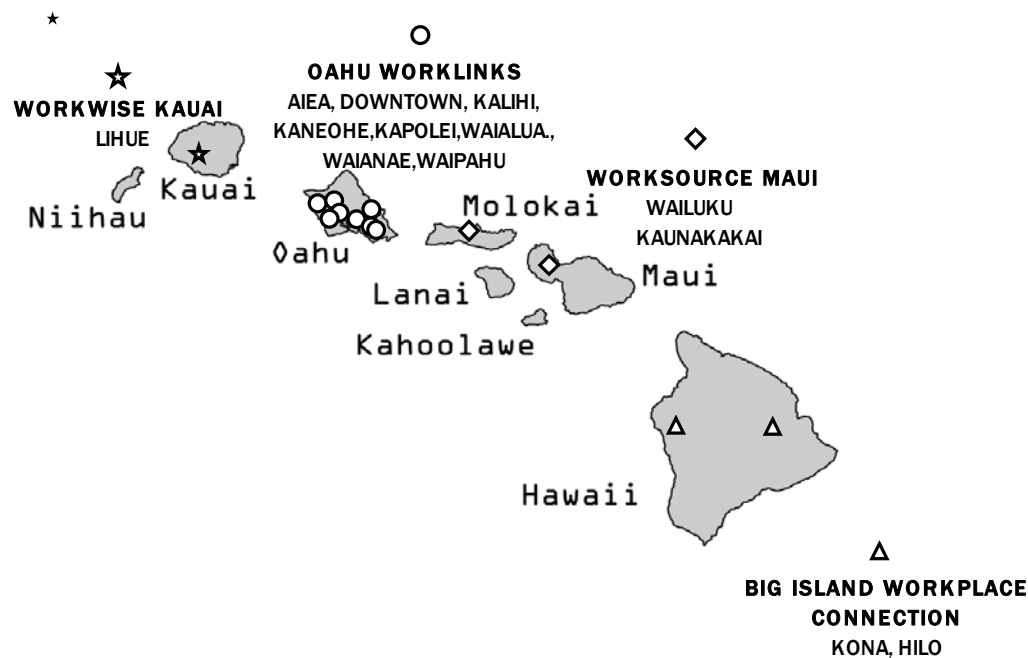 OAHU WORKLINKS
AIEA, DOWNTOWN, KALIHI,
KANEOHE,KAPOLEI,WAIALUA.,
WAIANAE,WAIPAHU
WORKWISE KAUAI
LIHUE
Kauai
Niihau
Oahu
WORKSOURCE MAUI
WAILUKU
KAUNAKAKAI
Molokai
Maui
Lanai
Kahoolawe
Hawaii
BIG ISLAND WORKPLACE
CONNECTION
KONA, HILO